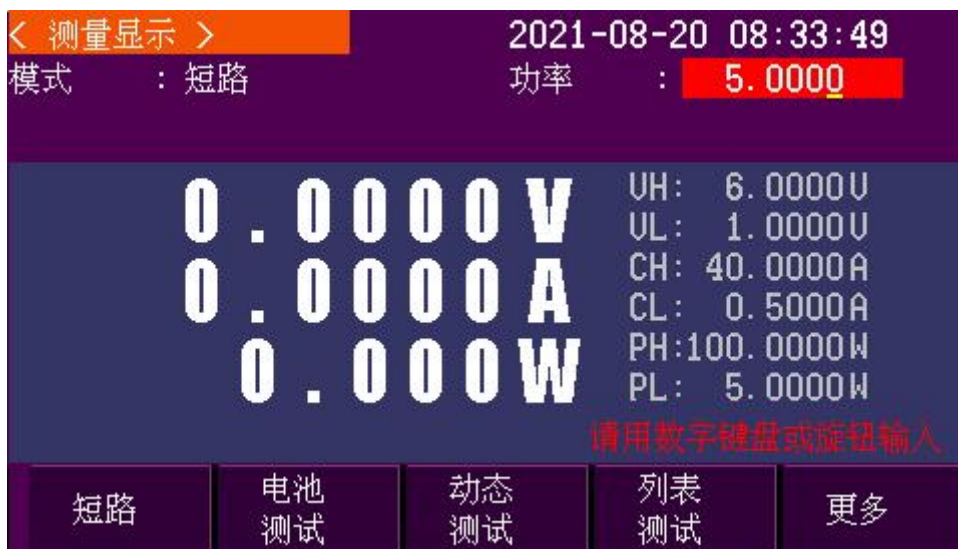 < 测量显示 > 2021-08-20 08:33:49
模式 : 短路 功率 : 5.0000
0.0000V
0.0000A
0.000W
VH: 6.0000V
VL: 1.0000V
CH: 40.0000A
CL: 0.5000A
PH:100.0000W
PL: 5.0000W
请用数字键盘或旋钮输入
短路
电池
测试
动态
测试
列表
测试
更多